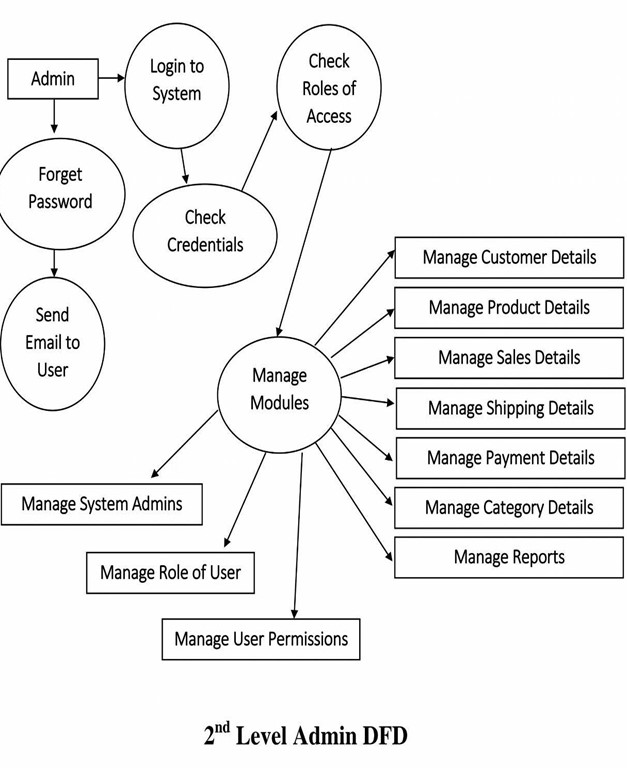 Admin
Login to
System
Check
Roles of
Access
Forget
Password
Check
Credentials
Send
Email to
User
Manage
Modules
Manage Customer Details
Manage Product Details
Manage Sales Details
Manage Shipping Details
Manage Payment Details
Manage Category Details
Manage Reports
Manage System Admins
Manage Role of User
Manage User Permissions
2nd Level Admin DFD